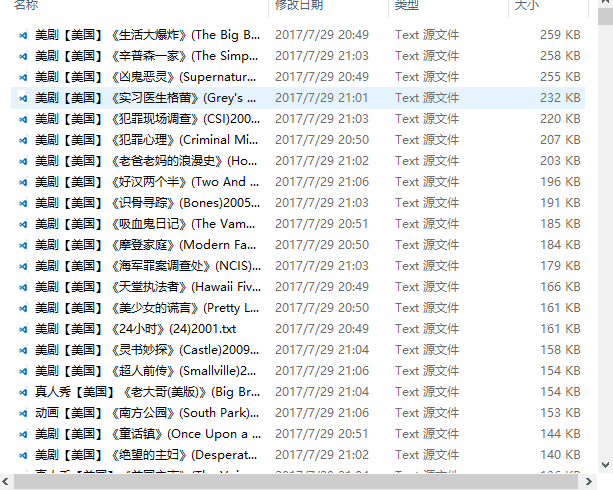 名称 修改日期 类型 大小
美剧【美国】《生活大爆炸》(The Big B... 2017/7/29 20:49 Text 源文件 259 KB
美剧【美国】《辛普森一家》(The Simp... 2017/7/29 21:03 Text 源文件 258 KB
美剧【美国】《凶鬼恶灵》(Supernatur... 2017/7/29 20:49 Text 源文件 255 KB
美剧【美国】《实习医生格蕾》(Grey's ... 2017/7/29 21:01 Text 源文件 232 KB
美剧【美国】《犯罪现场调查》(CSI)200... 2017/7/29 21:03 Text 源文件 220 KB
美剧【美国】《犯罪心理》(Criminal Mi... 2017/7/29 20:50 Text 源文件 207 KB
美剧【美国】《老爸老妈的浪漫史》(Ho... 2017/7/29 21:02 Text 源文件 203 KB
美剧【美国】《好汉两个半》(Two And ... 2017/7/29 21:06 Text 源文件 196 KB
美剧【美国】《识骨寻踪》(Bones)2005... 2017/7/29 21:03 Text 源文件 191 KB
美剧【美国】《吸血鬼日记》(The Vam... 2017/7/29 20:51 Text 源文件 185 KB
美剧【美国】《摩登家庭》(Modern Fa... 2017/7/29 20:50 Text 源文件 184 KB
美剧【美国】《海军罪案调查处》(NCIS)... 2017/7/29 21:03 Text 源文件 179 KB
美剧【美国】《天堂执法者》(Hawaii Fiv... 2017/7/29 20:49 Text 源文件 166 KB
美剧【美国】《美少女的谎言》(Pretty L... 2017/7/29 20:50 Text 源文件 161 KB
美剧【美国】《24小时》(24)2001.txt 2017/7/29 20:49 Text 源文件 161 KB
美剧【美国】《灵书妙探》(Castle)2009... 2017/7/29 21:04 Text 源文件 158 KB
美剧【美国】《超人前传》(Smallville)2... 2017/7/29 21:06 Text 源文件 154 KB
真人秀【美国】《老大哥(美版)》(Big Br... 2017/7/29 21:04 Text 源文件 154 KB
动画【美国】《南方公园》(South Park)... 2017/7/29 21:06 Text 源文件 153 KB
美剧【美国】《童话镇》(Once Upon a ... 2017/7/29 20:51 Text 源文件 144 KB
美剧【美国】《绝望的主妇》(Desperat... 2017/7/29 21:02 Text 源文件 140 KB